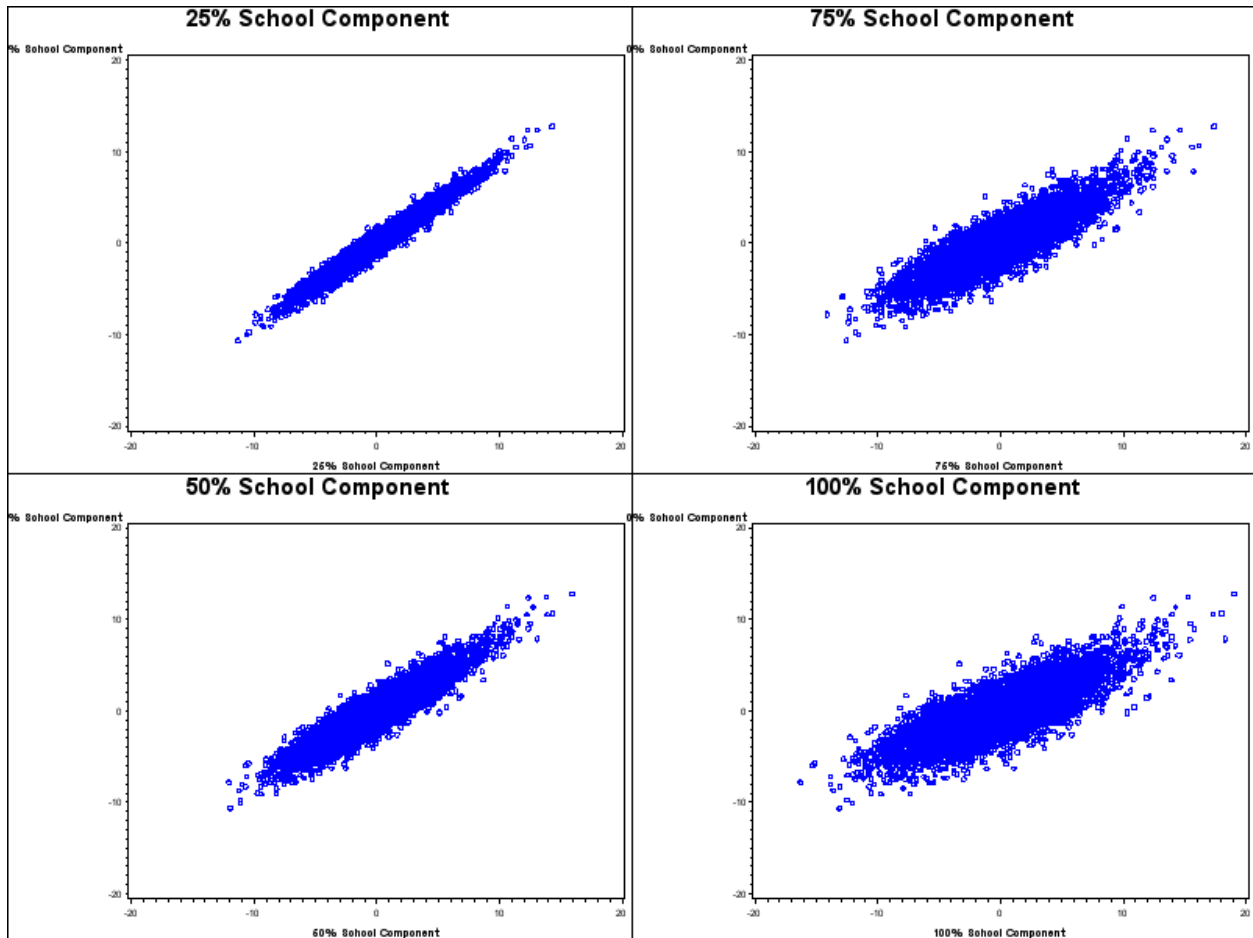 25% School Component
% School Component
20
10
0
-10
-20
-20 -10 0 10 20
25% School Component
75% School Component
0% School Component
20
10
0
-10
-20
-20 -10 0 10 20
75% School Component
50% School Component
% School Component
20
10
0
-10
-20
-20 -10 0 10 20
50% School Component
100% School Component
0% School Component
20
10
0
-10
-20
-20 -10 0 10 20
100% School Component